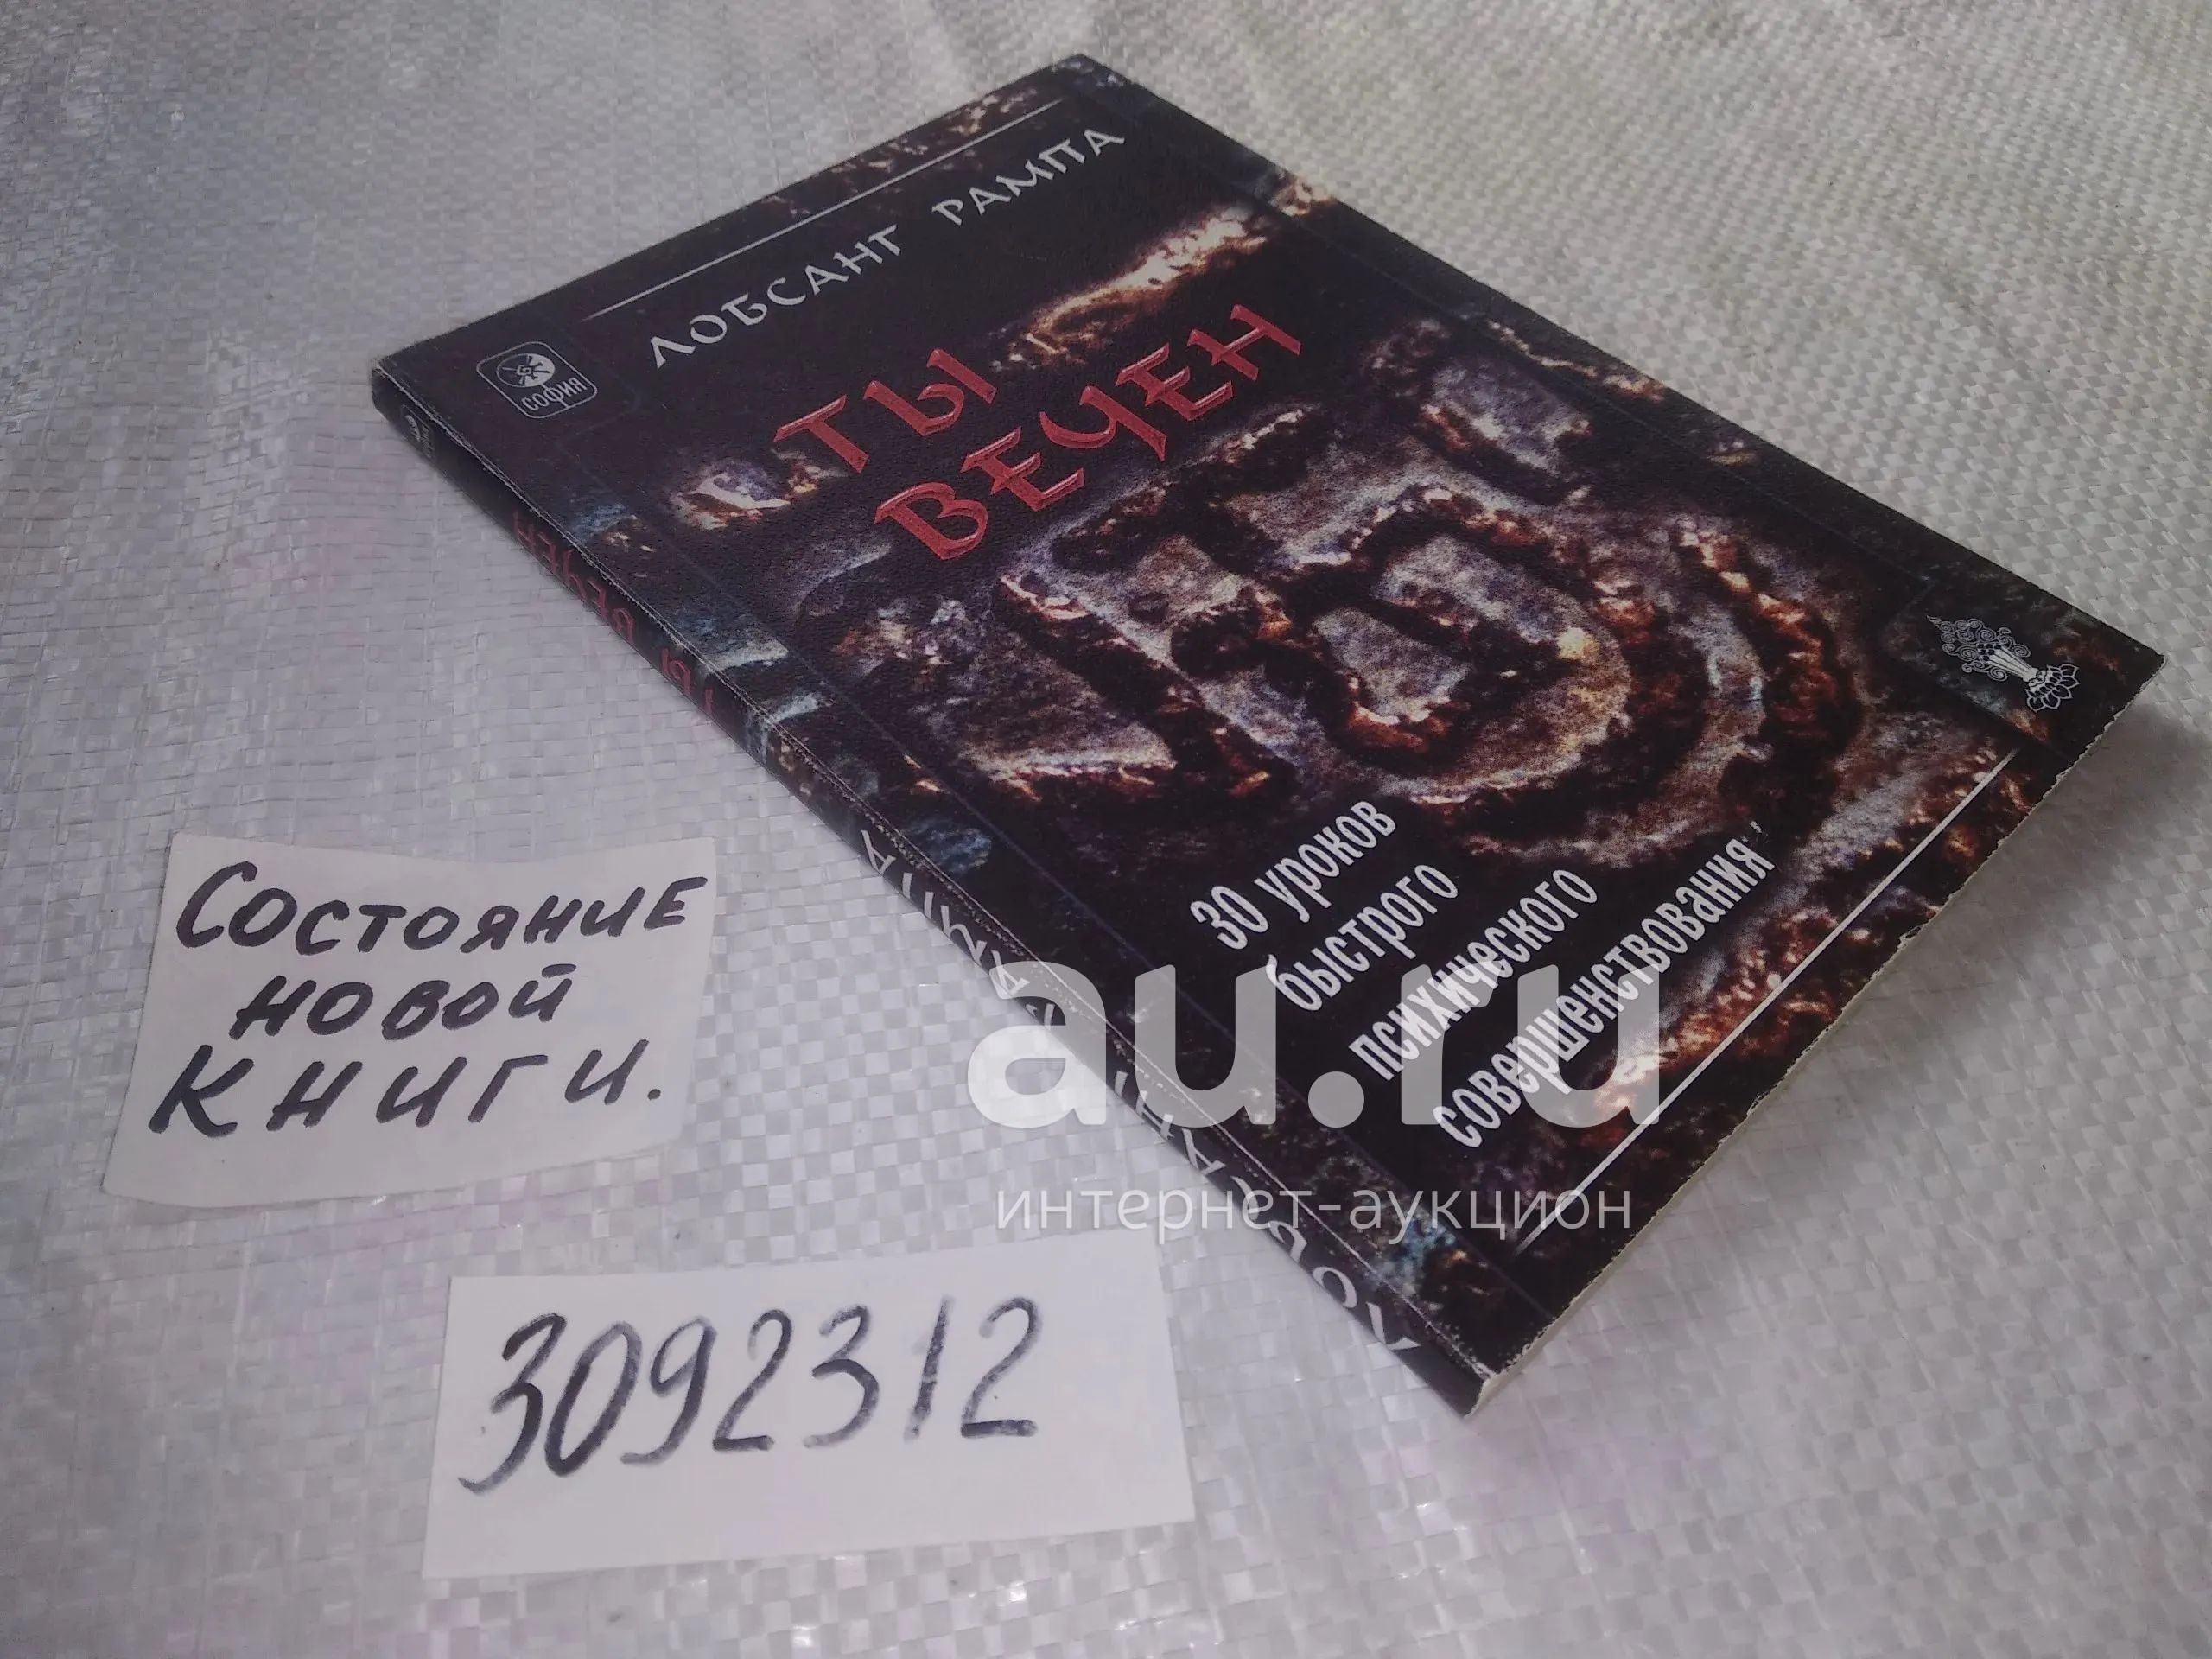 ЛОБСАНГ РАМПА
СОФИЯ
ТЫ
ВЕЧЕН
30 уроков
быстрого
психического
совершенствования
ТЫ ВЕЧЕН
ЛОБСАНГ РАМПА
СОСТОЯНИЕ
НОВОЙ
КНИГИ.
3092312
au.ru
интернет-аукцион